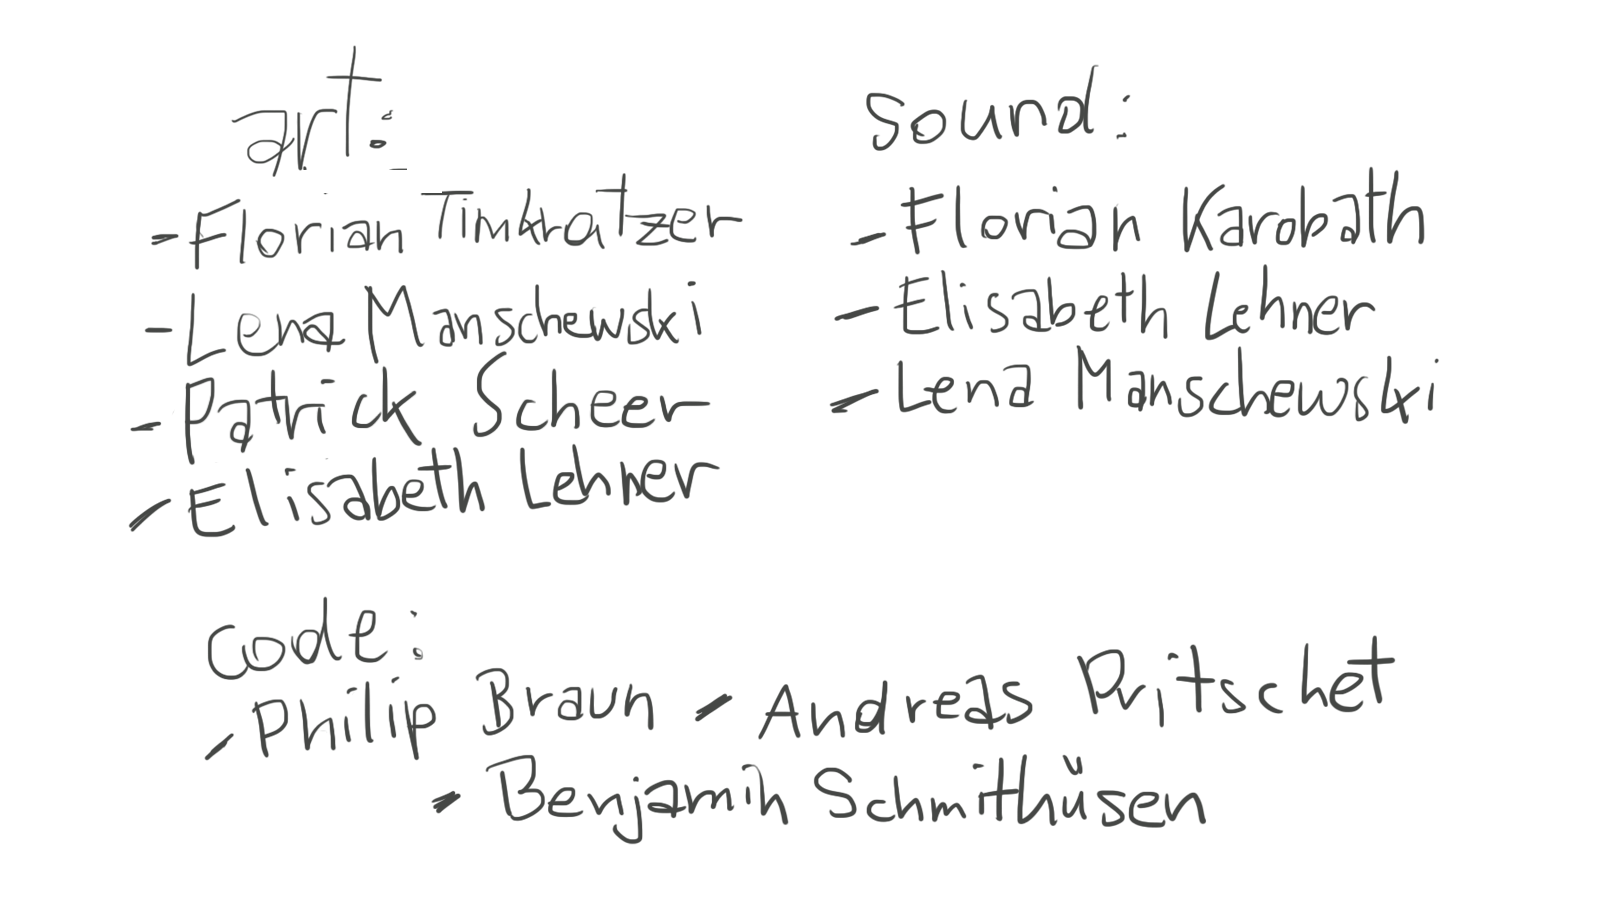 art:
- Florian Timkratzer
- Lena Manschewski
- Patrick Scheer
- Elisabeth Lehner
sound:
- Florian Karobath
- Elisabeth Lehner
- Lena Manschewski
code:
- Philip Braun - Andreas Pritschet
- Benjamin Schmithüsen